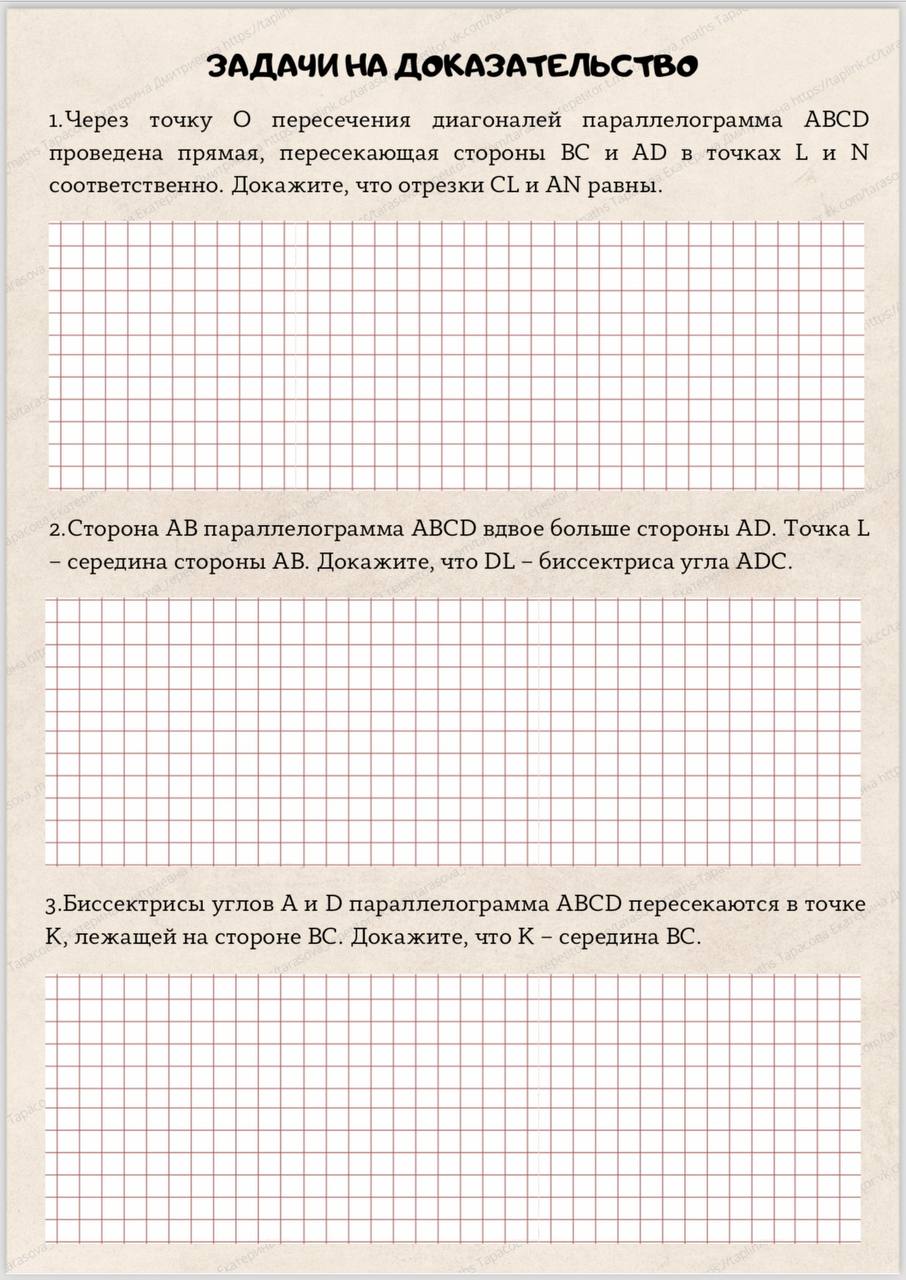 ЗАДАЧИ НА ДОКАЗАТЕЛЬСТВО
1.Через точку O пересечения диагоналей параллелограмма ABCD
проведена прямая, пересекающая стороны BC и AD в точках L и N
соответственно. Докажите, что отрезки CL и AN равны.
2.Сторона AB параллелограмма ABCD вдвое больше стороны AD. Точка L
– середина стороны AB. Докажите, что DL – биссектриса угла ADC.
3.Биссектрисы углов A и D параллелограмма ABCD пересекаются в точке
K, лежащей на стороне BC. Докажите, что K – середина BC.